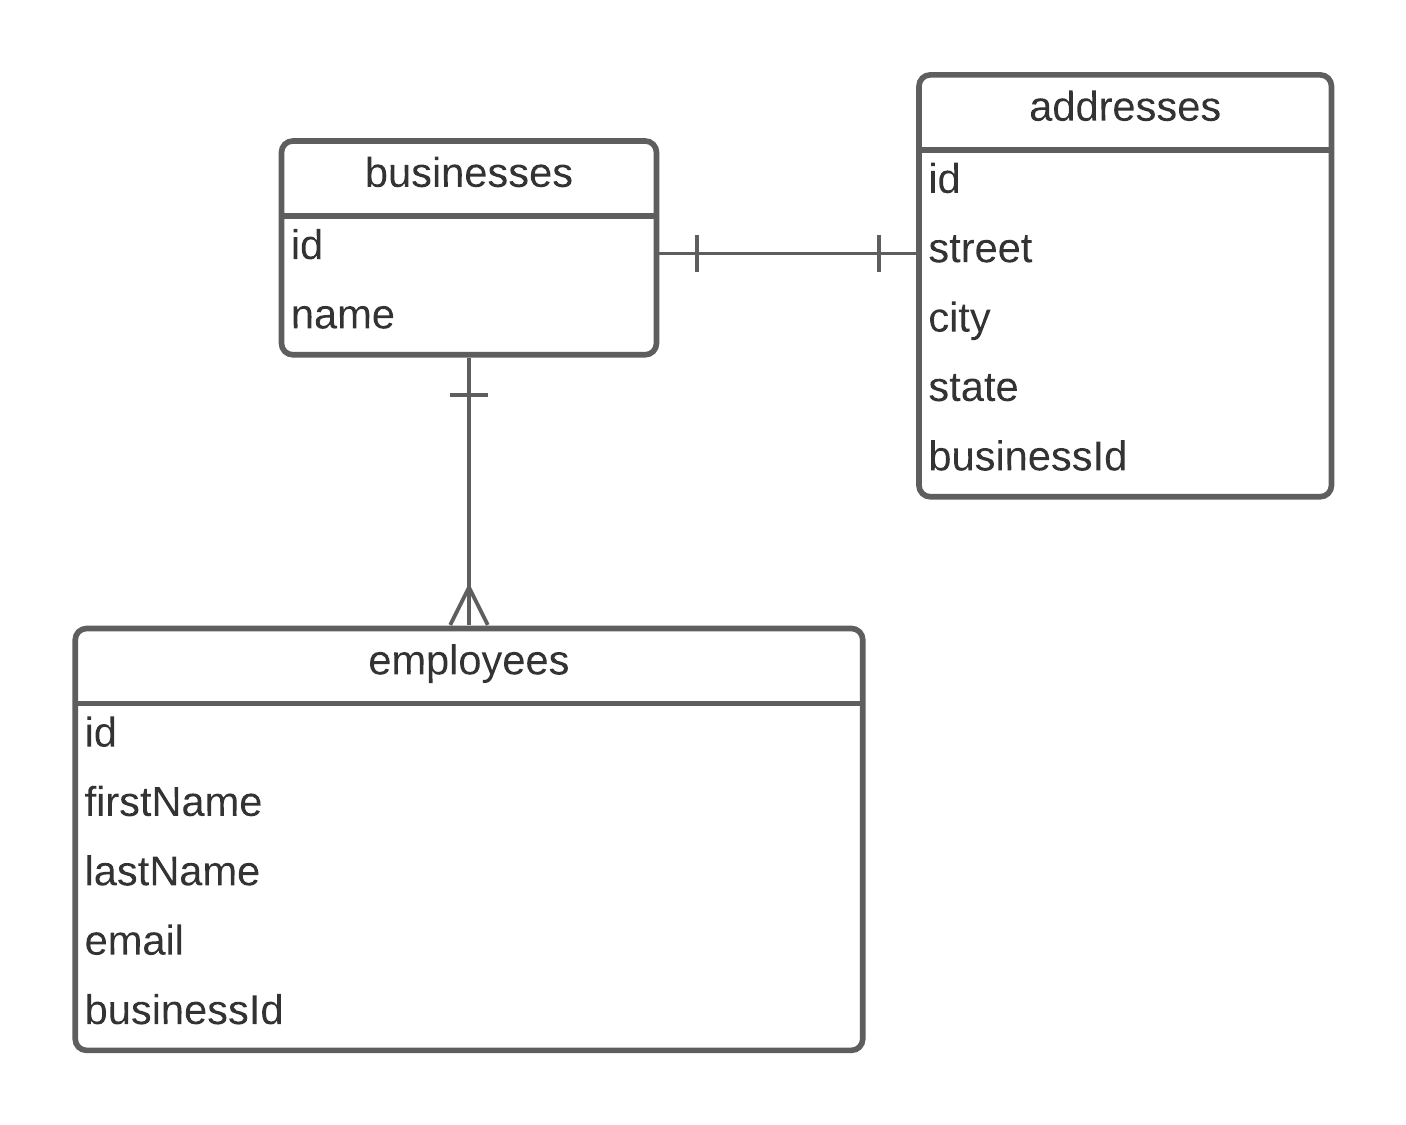 businesses
id
name
addresses
id
street
city
state
businessId
employees
id
firstName
lastName
email
businessId